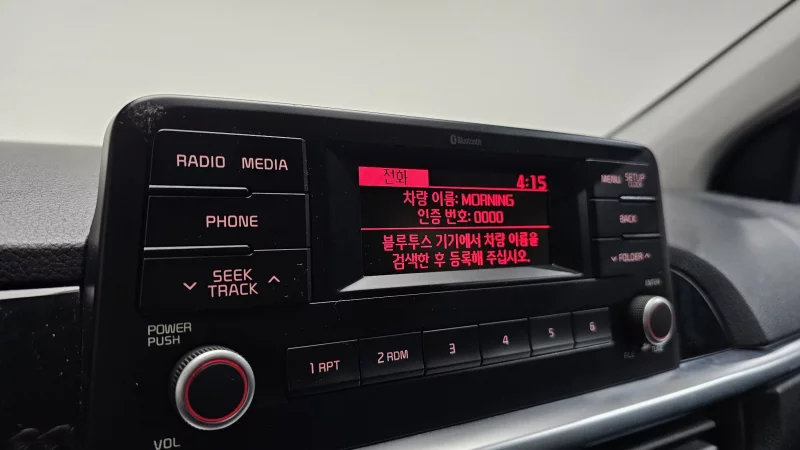 Bluetooth
RADIO MEDIA
PHONE
SEEK
TRACK
POWER
PUSH
VOL
전화 4:15
차량 이름: MORNING
인증 번호: 0000
블루투스 기기에서 차량 이름을
검색한 후 등록해 주십시오.
MENU SETUP
CLOCK
BACK
FOLDER
ENTER
TUNE
1 RPT
2 RDM
3
4
5
6